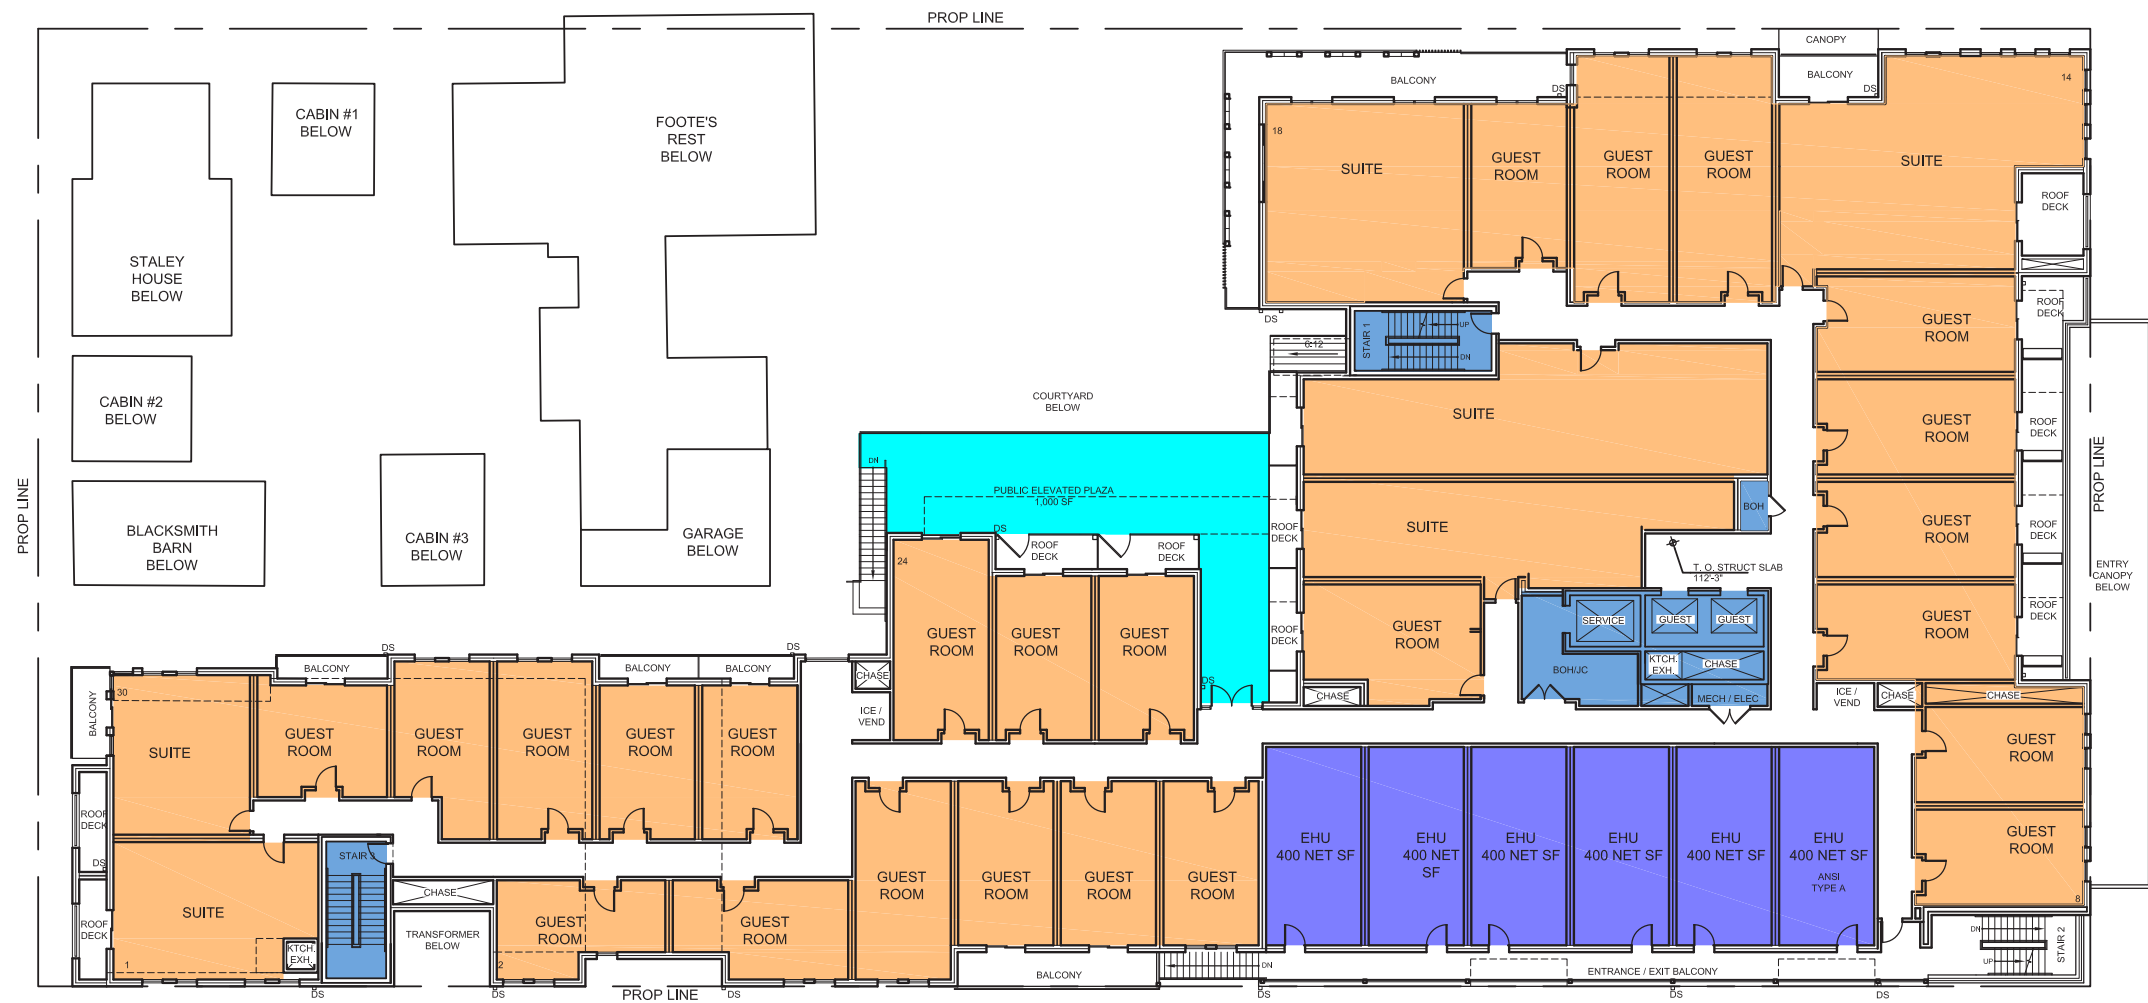 PROP LINE
CANOPY
BALCONY
BALCONY
DS
DS
14
CABIN #1
BELOW
FOOTE'S
REST
BELOW
18
SUITE
GUEST
ROOM
GUEST
ROOM
GUEST
ROOM
SUITE
ROOF
DECK
STALEY
HOUSE
BELOW
DS
STAIR 1
UP
DN
6:12
GUEST
ROOM
ROOF
DECK
CABIN #2
BELOW
COURTYARD
BELOW
SUITE
GUEST
ROOM
ROOF
DECK
PROP LINE
PROP LINE
DN
PUBLIC ELEVATED PLAZA
1,000 SF
BLACKSMITH
BARN
BELOW
CABIN #3
BELOW
GARAGE
BELOW
DS
ROOF
DECK
ROOF
DECK
ROOF
DECK
SUITE
BOH
GUEST
ROOM
ROOF
DECK
24
T. O. STRUCT SLAB
112'-3"
ENTRY
CANOPY
BELOW
GUEST
ROOM
GUEST
ROOM
GUEST
ROOM
ROOF
DECK
GUEST
ROOM
SERVICE
GUEST
GUEST
GUEST
ROOM
ROOF
DECK
DS
DS
BALCONY
BALCONY
BALCONY
CHASE
BOH/JC
KTCH.
EXH.
CHASE
DS
CHASE
MECH / ELEC
ICE /
VEND
CHASE
CHASE
BALCONY
30
ICE /
VEND
SUITE
GUEST
ROOM
GUEST
ROOM
GUEST
ROOM
GUEST
ROOM
GUEST
ROOM
GUEST
ROOM
ROOF
DECK
DS
STAIR 3
EHU
400 NET SF
EHU
400 NET
SF
EHU
400 NET SF
EHU
400 NET SF
EHU
400 NET SF
EHU
400 NET SF
ANSI
TYPE A
GUEST
ROOM
8
CHASE
GUEST
ROOM
GUEST
ROOM
GUEST
ROOM
GUEST
ROOM
SUITE
ROOF
DECK
TRANSFORMER
BELOW
GUEST
ROOM
GUEST
ROOM
KTCH.
EXH.
1
2
DN
BALCONY
ENTRANCE / EXIT BALCONY
DN
UP
STAIR 2
DS
DS
PROP LINE
DS
DS
DS
DS